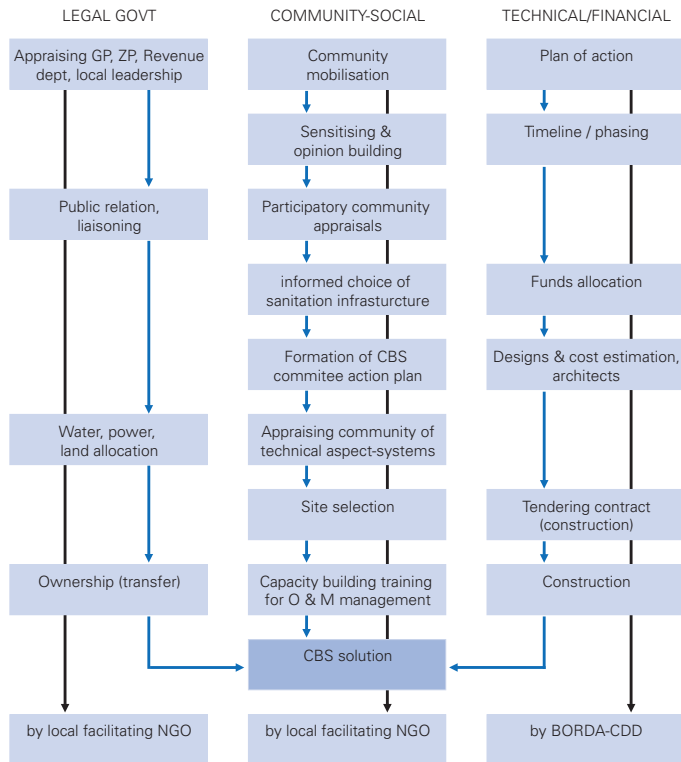 LEGAL GOVT
Appraising GP, ZP, Revenue
dept, local leadership
Public relation,
liaisoning
Water, power,
land allocation
Ownership (transfer)
by local facilitating NGO
COMMUNITY-SOCIAL
Community
mobilisation
Sensitising &
opinion building
Participatory community
appraisals
informed choice of
sanitation infrasturcture
Formation of CBS
commitee action plan
Appraising community of
technical aspect-systems
Site selection
Capacity building training
for O & M management
CBS solution
by local facilitating NGO
TECHNICAL/FINANCIAL
Plan of action
Timeline / phasing
Funds allocation
Designs & cost estimation,
architects
Tendering contract
(construction)
Construction
by BORDA-CDD